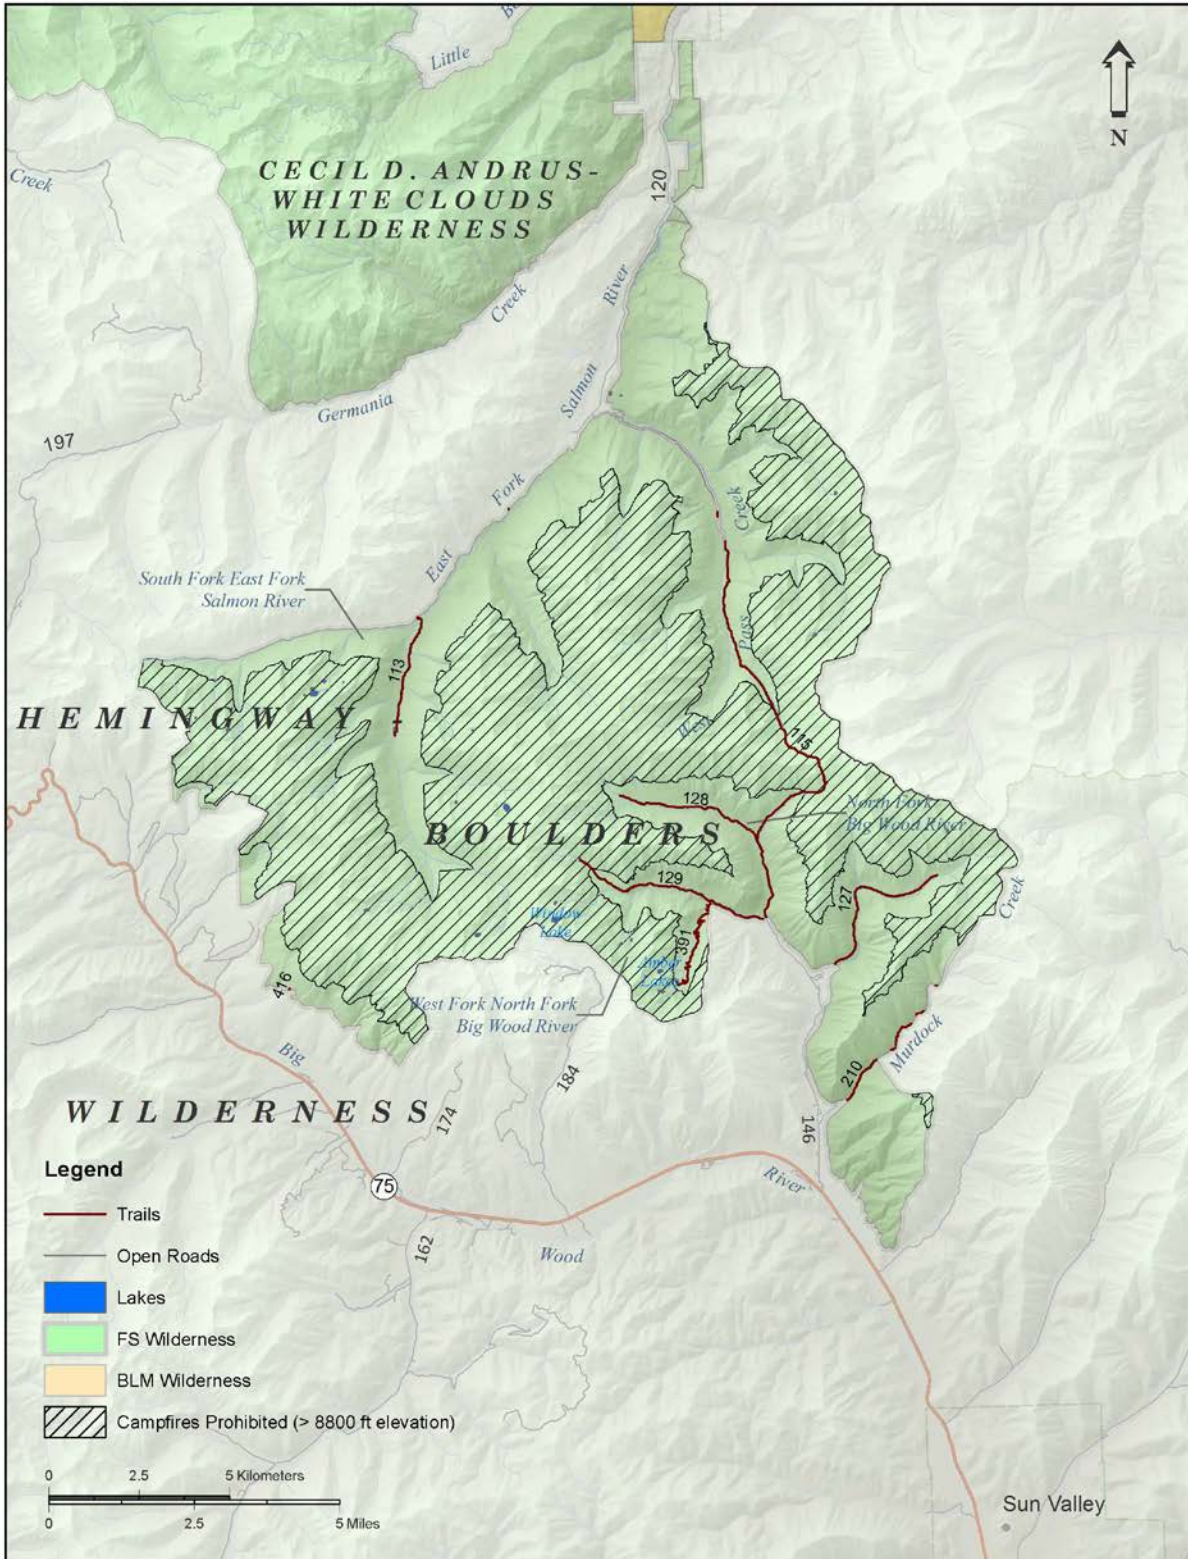 Little
Creek
CECIL D. ANDRUS-
WHITE CLOUDS
WILDERNESS
N
120
River
Creek
Salmon
Germania
197
Fork
Creek
East
South Fork East Fork
Salmon River
Pass
113
HEMINGWAY -
West
115
128
North Fork
Big Wood River
BOULDERS
129
127
Creek
Window
Lake
391
Amber
Lakes
416
West Fork North Fork
Big Wood River
Murdock
Big
184
210
WILDERNESS
174
146
Legend
75
River
Trails
162
Open Roads
Wood
Lakes
FS Wilderness
BLM Wilderness
Campfires Prohibited (> 8800 ft elevation)
0 2.5 5 Kilometers
0 2.5 5 Miles
Sun Valley